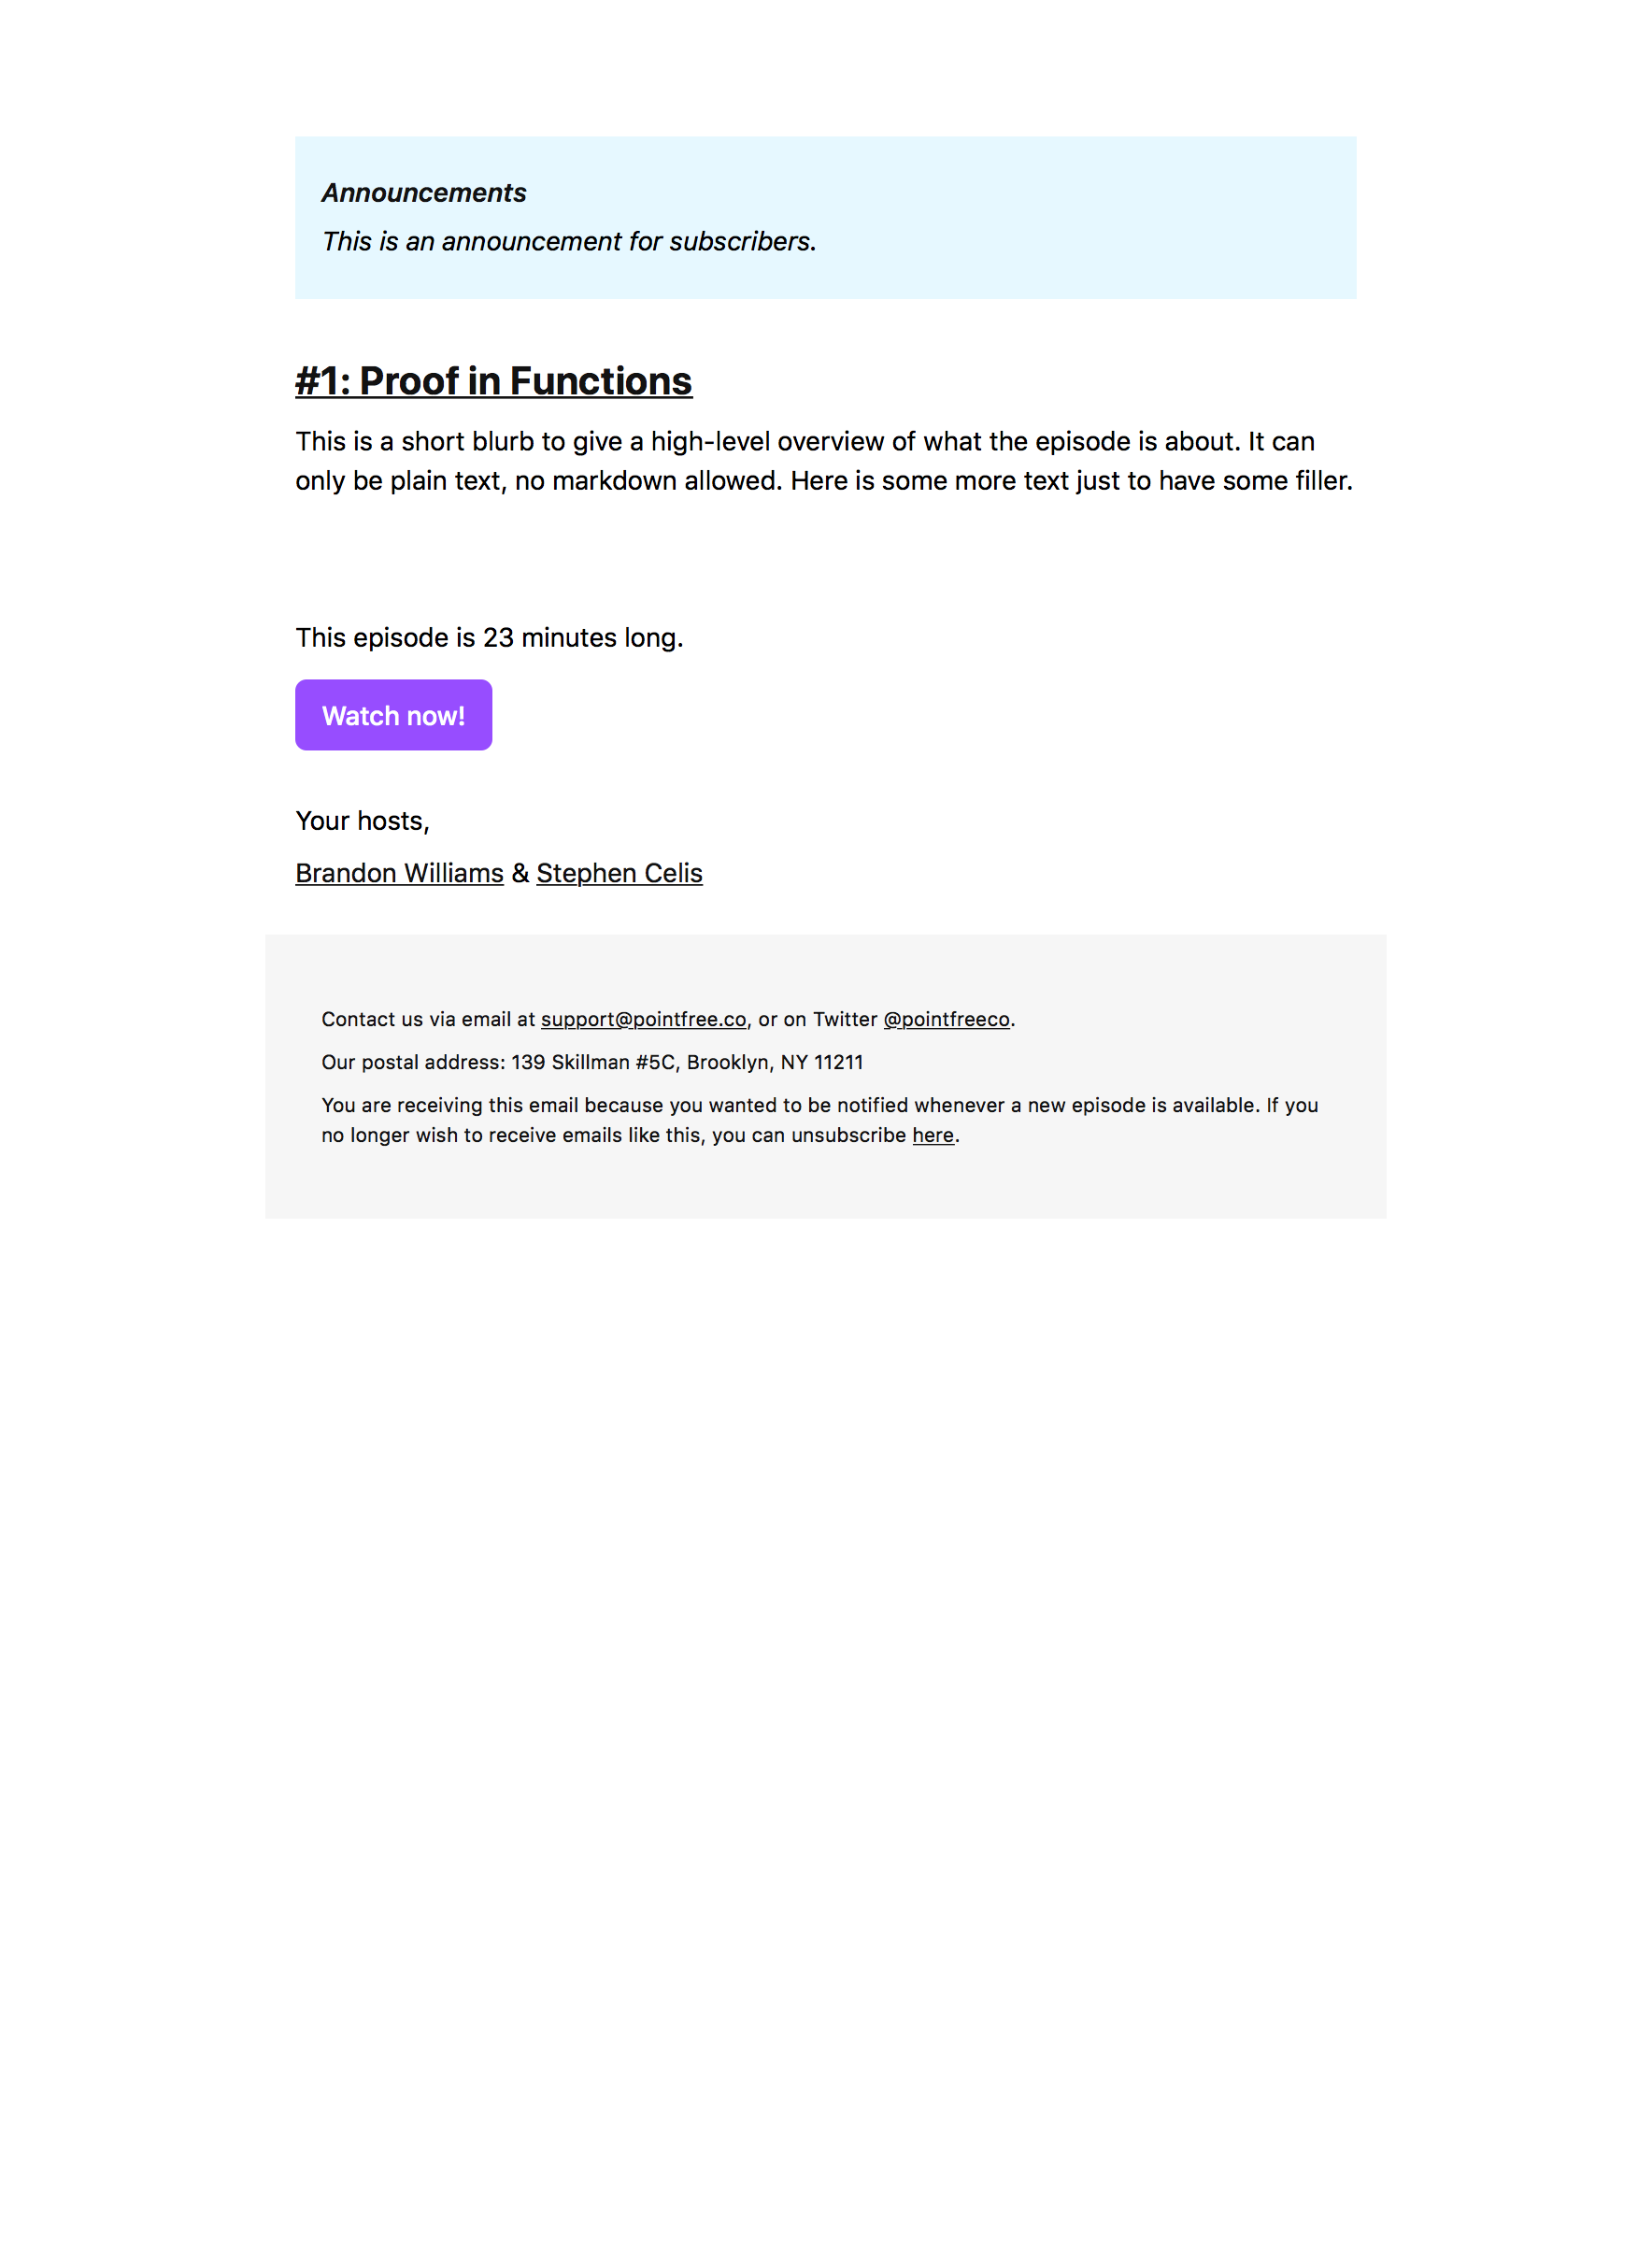 Announcements
This is an announcement for subscribers.
#1: Proof in Functions
This is a short blurb to give a high-level overview of what the episode is about. It can
only be plain text, no markdown allowed. Here is some more text just to have some filler.
This episode is 23 minutes long.
Watch now!
Your hosts,
Brandon Williams & Stephen Celis
Contact us via email at support@pointfree.co, or on Twitter @pointfreeco.
Our postal address: 139 Skillman #5C, Brooklyn, NY 11211
You are receiving this email because you wanted to be notified whenever a new episode is available. If you
no longer wish to receive emails like this, you can unsubscribe here.